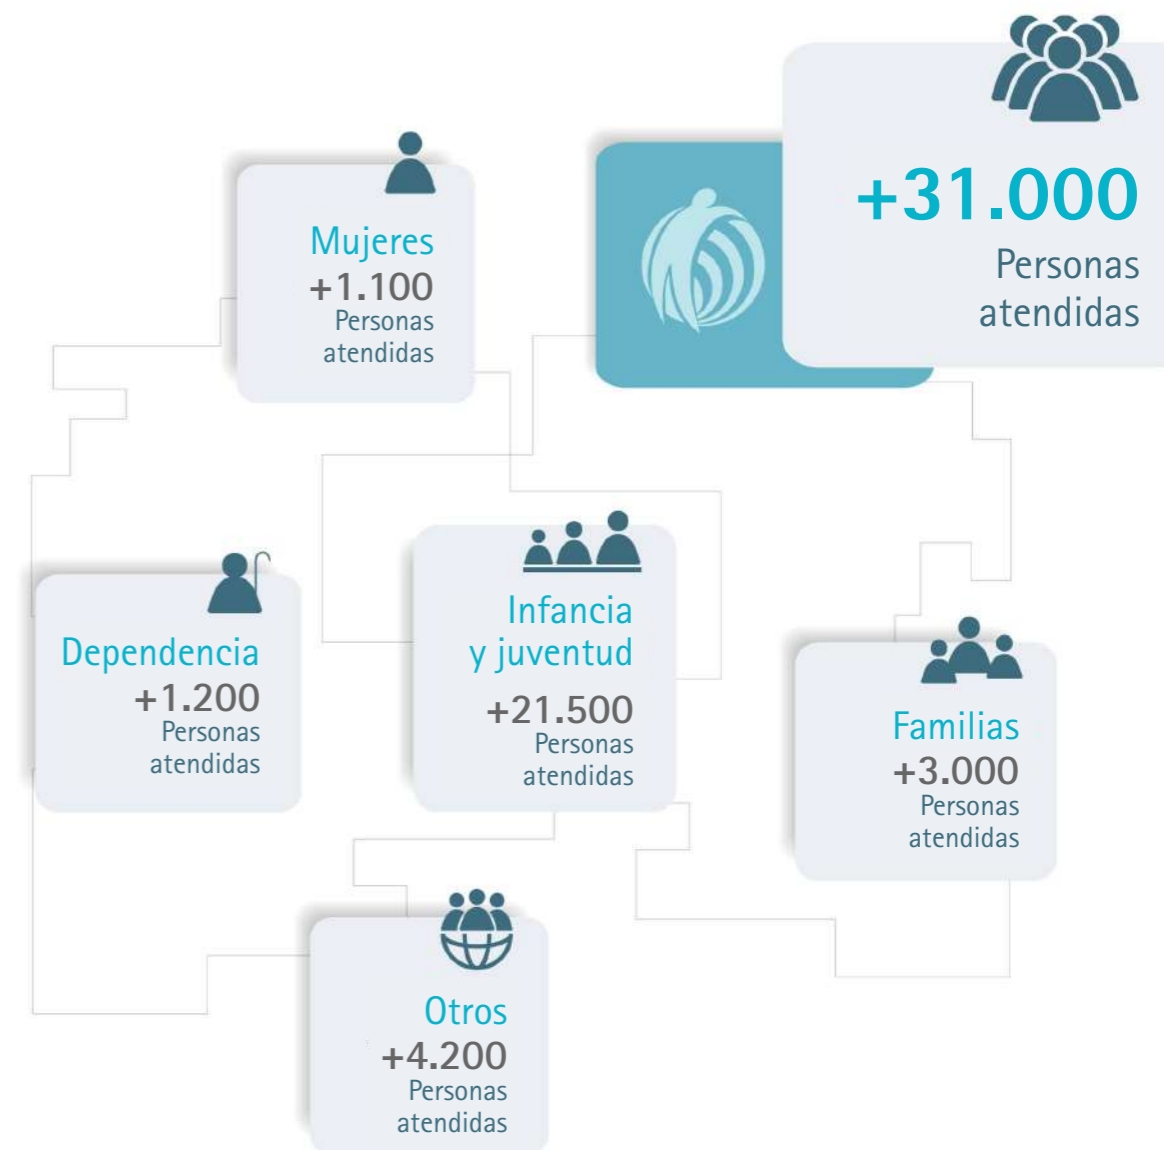 +31.000
Personas
atendidas
Mujeres
+1.100
Personas
atendidas
Dependencia
+1.200
Personas
atendidas
Infancia
y juventud
+21.500
Personas
atendidas
Familias
+3.000
Personas
atendidas
Otros
+4.200
Personas
atendidas